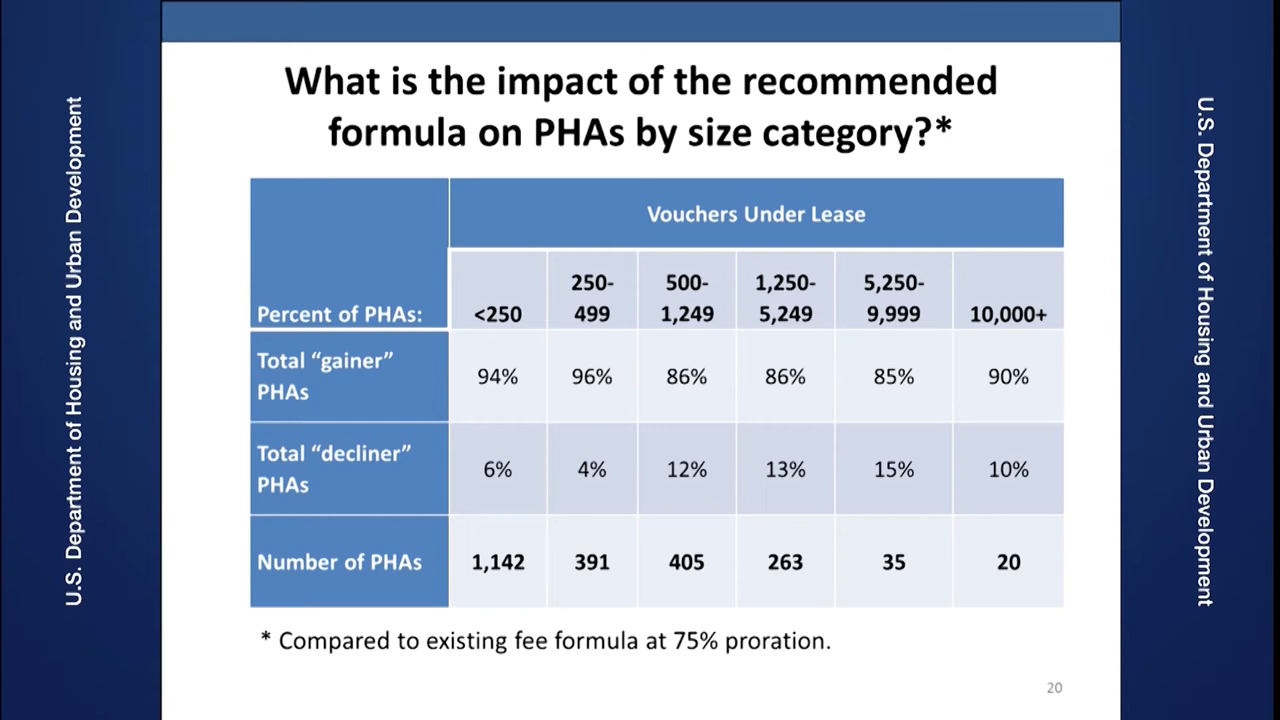 What is the impact of the recommended
formula on PHAs by size category?*
Vouchers Under Lease
Percent of PHAs: <250 250-499 500-1,249 1,250-5,249 5,250-9,999 10,000+
Total “gainer” PHAs 94% 96% 86% 86% 85% 90%
Total “decliner” PHAs 6% 4% 12% 13% 15% 10%
Number of PHAs 1,142 391 405 263 35 20
* Compared to existing fee formula at 75% proration.
20
U.S. Department of Housing and Urban Development
U.S. Department of Housing and Urban Development